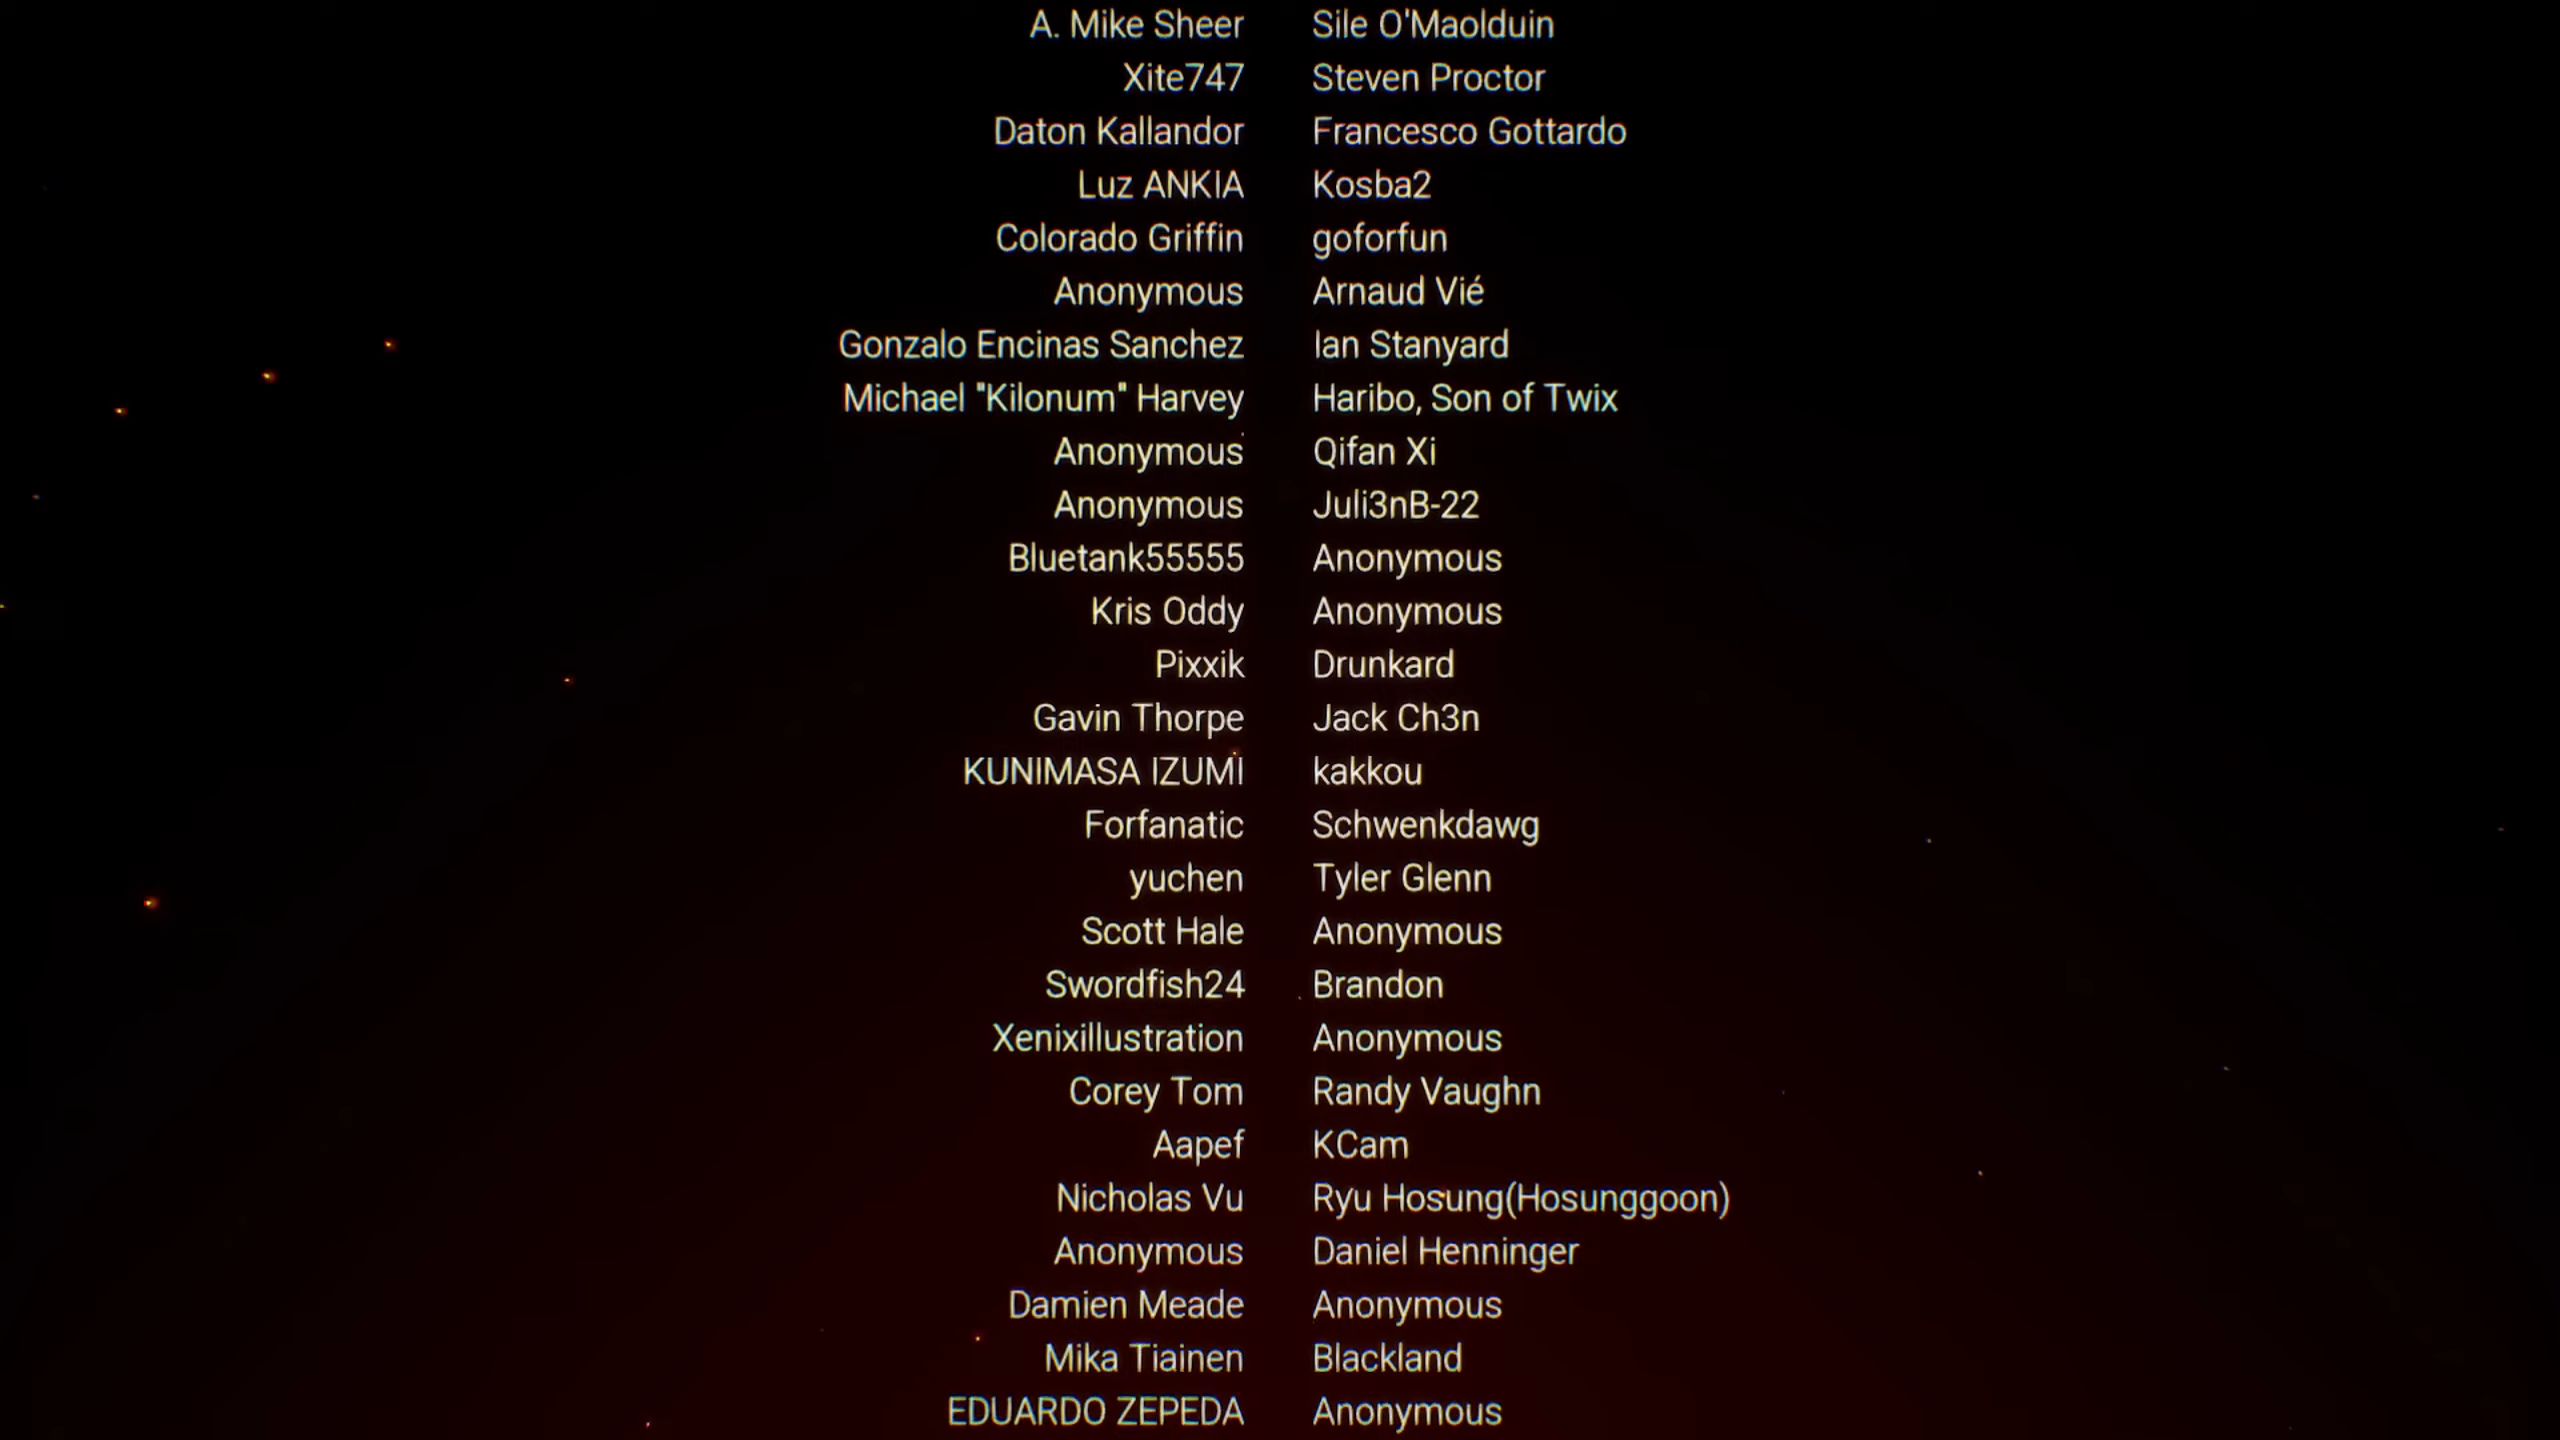 A. Mike Sheer Sile O'Maolduin
Xite747 Steven Proctor
Daton Kallandor Francesco Gottardo
Luz ANKIA Kosba2
Colorado Griffin goforfun
Anonymous Arnaud Vié
Gonzalo Encinas Sanchez Ian Stanyard
Michael "Kilonum" Harvey Haribo, Son of Twix
Anonymous Qifan Xi
Anonymous Juli3nB-22
Bluetank55555 Anonymous
Kris Oddy Anonymous
Pixxik Drunkard
Gavin Thorpe Jack Ch3n
KUNIMASA IZUMI kakkou
Forfanatic Schwenkdawg
yuchen Tyler Glenn
Scott Hale Anonymous
Swordfish24 Brandon
Xenixillustration Anonymous
Corey Tom Randy Vaughn
Aapef KCam
Nicholas Vu Ryu Hosung(Hosunggoon)
Anonymous Daniel Henninger
Damien Meade Anonymous
Mika Tiainen Blackland
EDUARDO ZEPEDA Anonymous